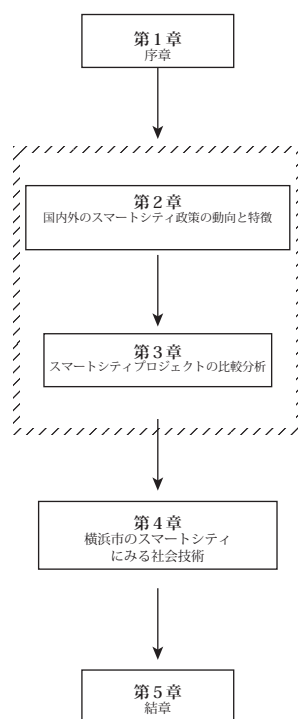 第1章
序章
第2章
国内外のスマートシティ政策の動向と特徴
第3章
スマートシティプロジェクトの比較分析
第4章
横浜市のスマートシティ
にみる社会技術
第5章
結章